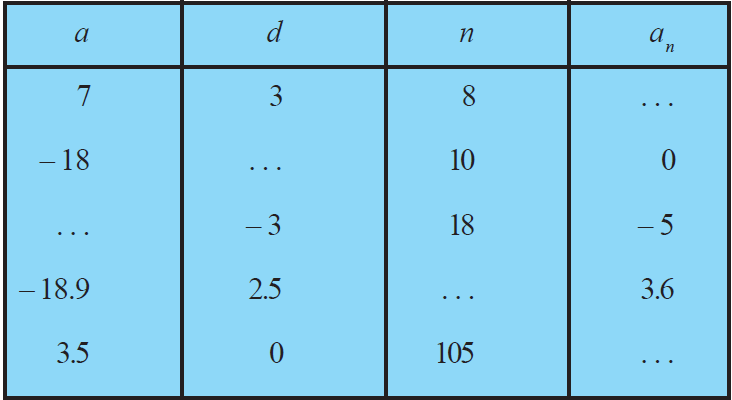 a d n aₙ
7 3 8 . . .
– 18 . . . 10 0
. . . – 3 18 – 5
– 18.9 2.5 . . . 3.6
3.5 0 105 . . .